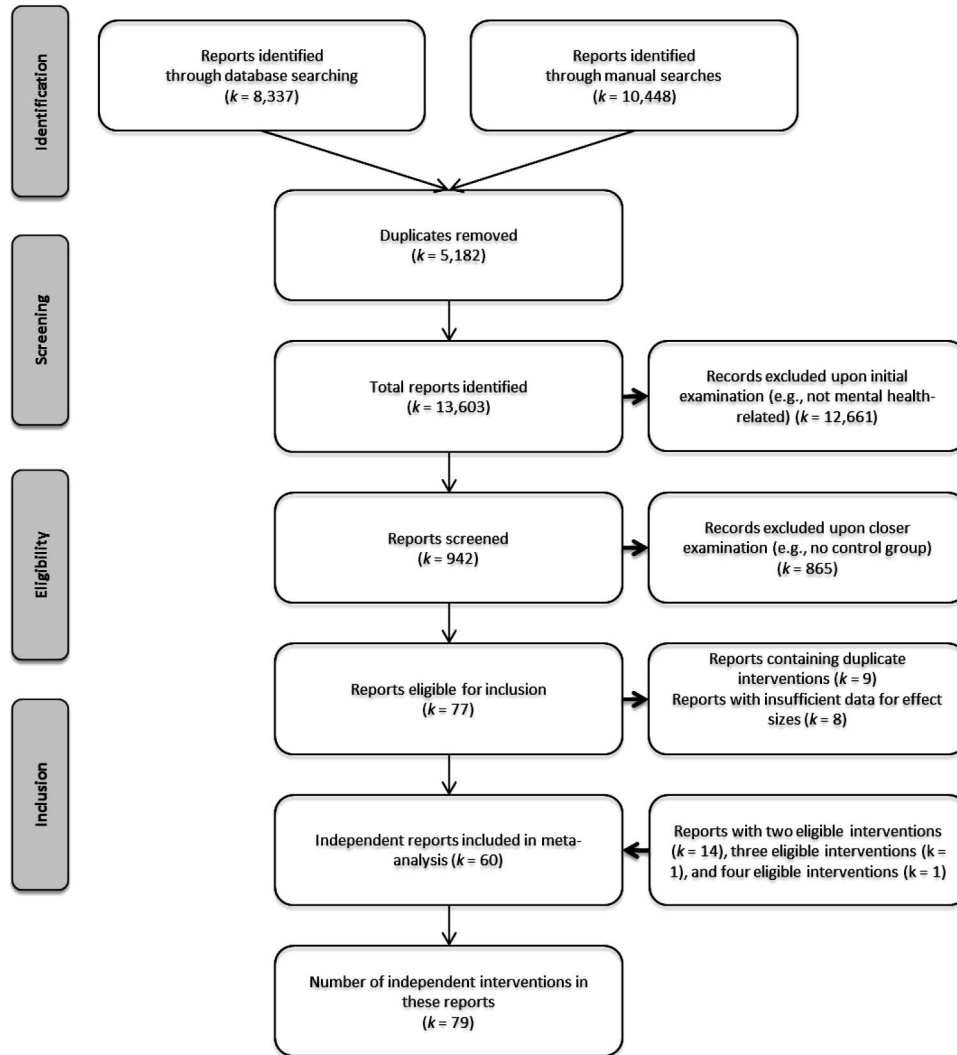 Identification
Reports identified
through database searching
(k = 8,337)
Reports identified
through manual searches
(k = 10,448)
Screening
Duplicates removed
(k = 5,182)
Total reports identified
(k = 13,603)
Records excluded upon initial
examination (e.g., not mental health-
related) (k = 12,661)
Eligibility
Reports screened
(k = 942)
Records excluded upon closer
examination (e.g., no control group)
(k = 865)
Reports eligible for inclusion
(k = 77)
Reports containing duplicate
interventions (k = 9)
Reports with insufficient data for effect
sizes (k = 8)
Inclusion
Independent reports included in meta-
analysis (k = 60)
Reports with two eligible interventions
(k = 14), three eligible interventions (k =
1), and four eligible interventions (k = 1)
Number of independent interventions in
these reports
(k = 79)